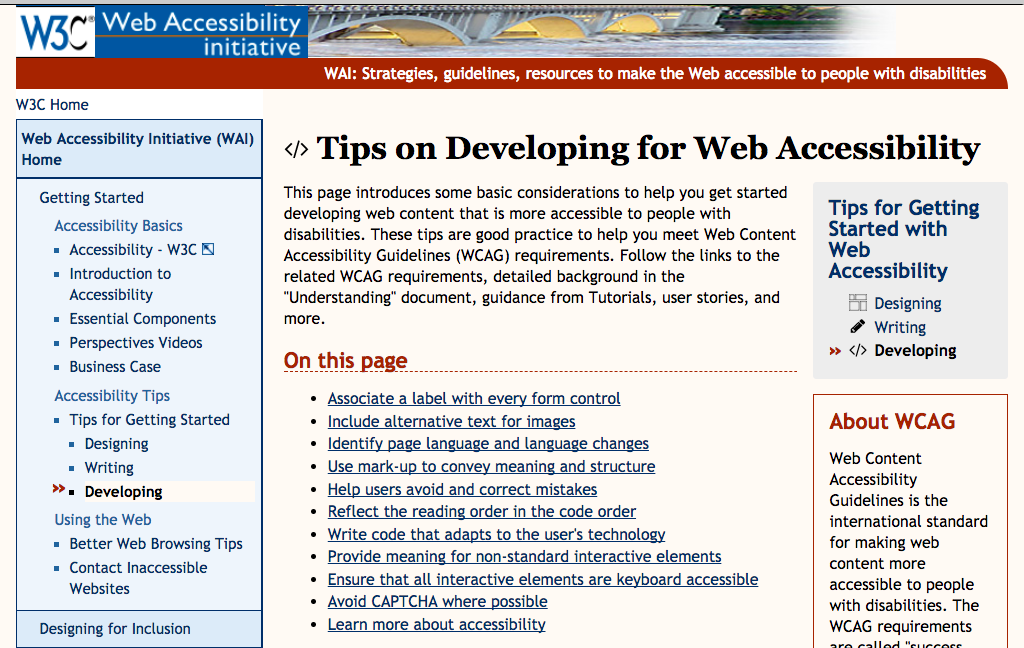 W3C® Web Accessibility
initiative
WAI: Strategies, guidelines, resources to make the Web accessible to people with disabilities
W3C Home
Web Accessibility Initiative (WAI)
Home
Getting Started
Accessibility Basics
Accessibility - W3C
Introduction to
Accessibility
Essential Components
Perspectives Videos
Business Case
Accessibility Tips
Tips for Getting Started
Designing
Writing
» Developing
Using the Web
Better Web Browsing Tips
Contact Inaccessible
Websites
Designing for Inclusion
</> Tips on Developing for Web Accessibility
This page introduces some basic considerations to help you get started
developing web content that is more accessible to people with
disabilities. These tips are good practice to help you meet Web Content
Accessibility Guidelines (WCAG) requirements. Follow the links to the
related WCAG requirements, detailed background in the
"Understanding" document, guidance from Tutorials, user stories, and
more.
On this page
• Associate a label with every form control
• Include alternative text for images
• Identify page language and language changes
• Use mark-up to convey meaning and structure
• Help users avoid and correct mistakes
• Reflect the reading order in the code order
• Write code that adapts to the user's technology
• Provide meaning for non-standard interactive elements
• Ensure that all interactive elements are keyboard accessible
• Avoid CAPTCHA where possible
• Learn more about accessibility
Tips for Getting
Started with
Web
Accessibility
Designing
Writing
» </> Developing
About WCAG
Web Content
Accessibility
Guidelines is the
international standard
for making web
content more
accessible to people
with disabilities. The
WCAG requirements
are called "success